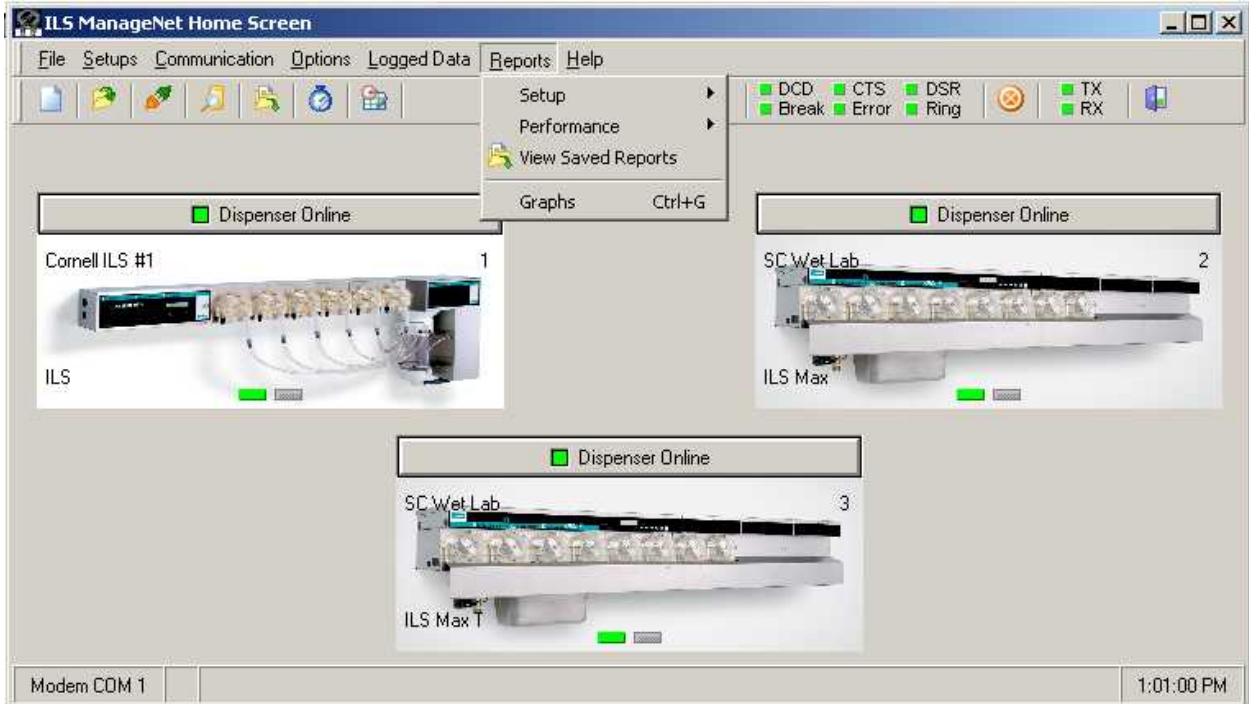 ILS ManageNet Home Screen
File Setups Communication Options Logged Data Reports Help
Setup
Performance
View Saved Reports
Graphs Ctrl+G
DCD CTS DSR
Break Error Ring
TX
RX
Dispenser Online
Cornell ILS #1 1
ILS
Dispenser Online
SC Wet Lab 2
ILS Max
Dispenser Online
SC Wet Lab 3
ILS Max T
Modem COM 1 1:01:00 PM